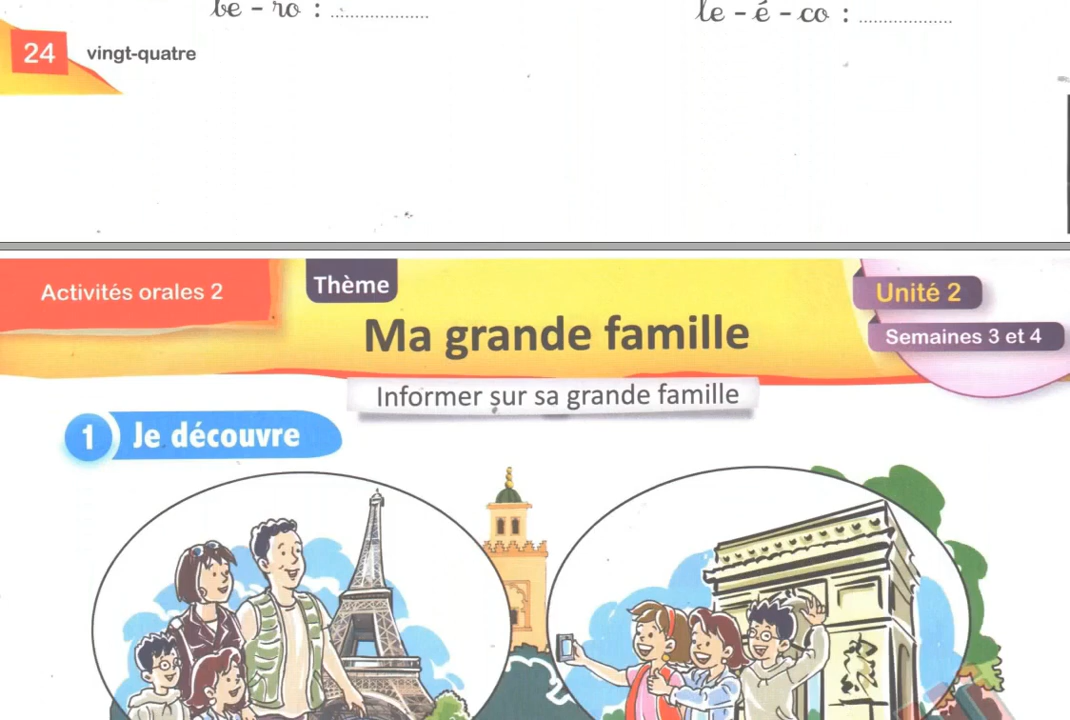 be - ro : ....................
le - é - co : ....................
24 vingt-quatre
Activités orales 2
Thème
Ma grande famille
Unité 2
Semaines 3 et 4
Informer sur sa grande famille
1 Je découvre